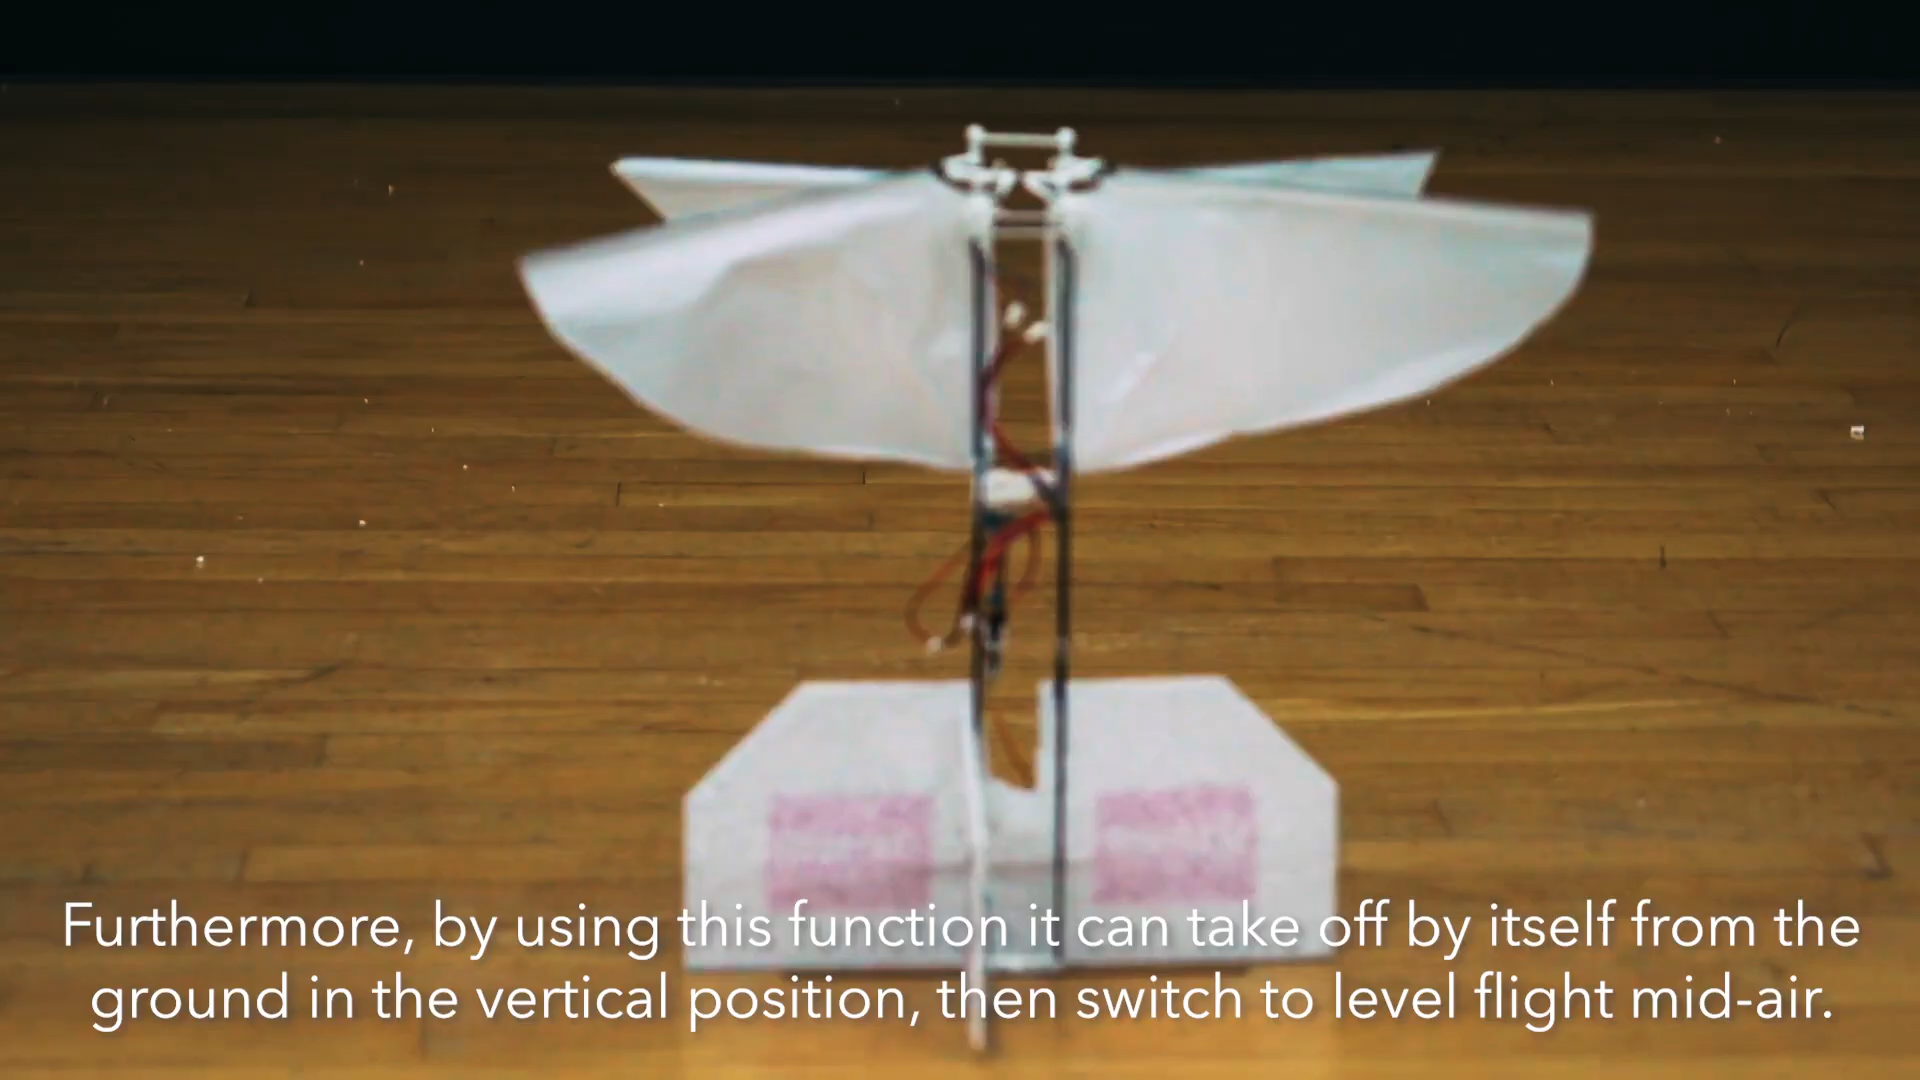 Furthermore, by using this function it can take off by itself from the
ground in the vertical position, then switch to level flight mid-air.